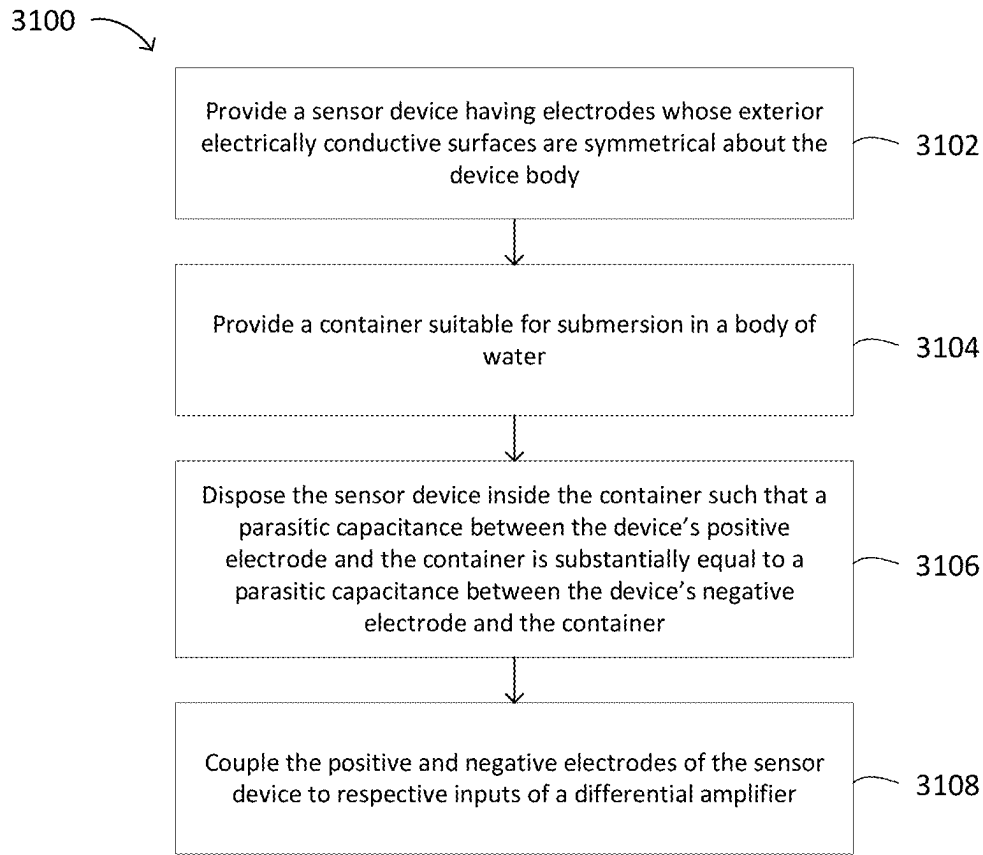 3100
Provide a sensor device having electrodes whose exterior
electrically conductive surfaces are symmetrical about the
device body
3102
Provide a container suitable for submersion in a body of
water
3104
Dispose the sensor device inside the container such that a
parasitic capacitance between the device’s positive
electrode and the container is substantially equal to a
parasitic capacitance between the device’s negative
electrode and the container
3106
Couple the positive and negative electrodes of the sensor
device to respective inputs of a differential amplifier
3108